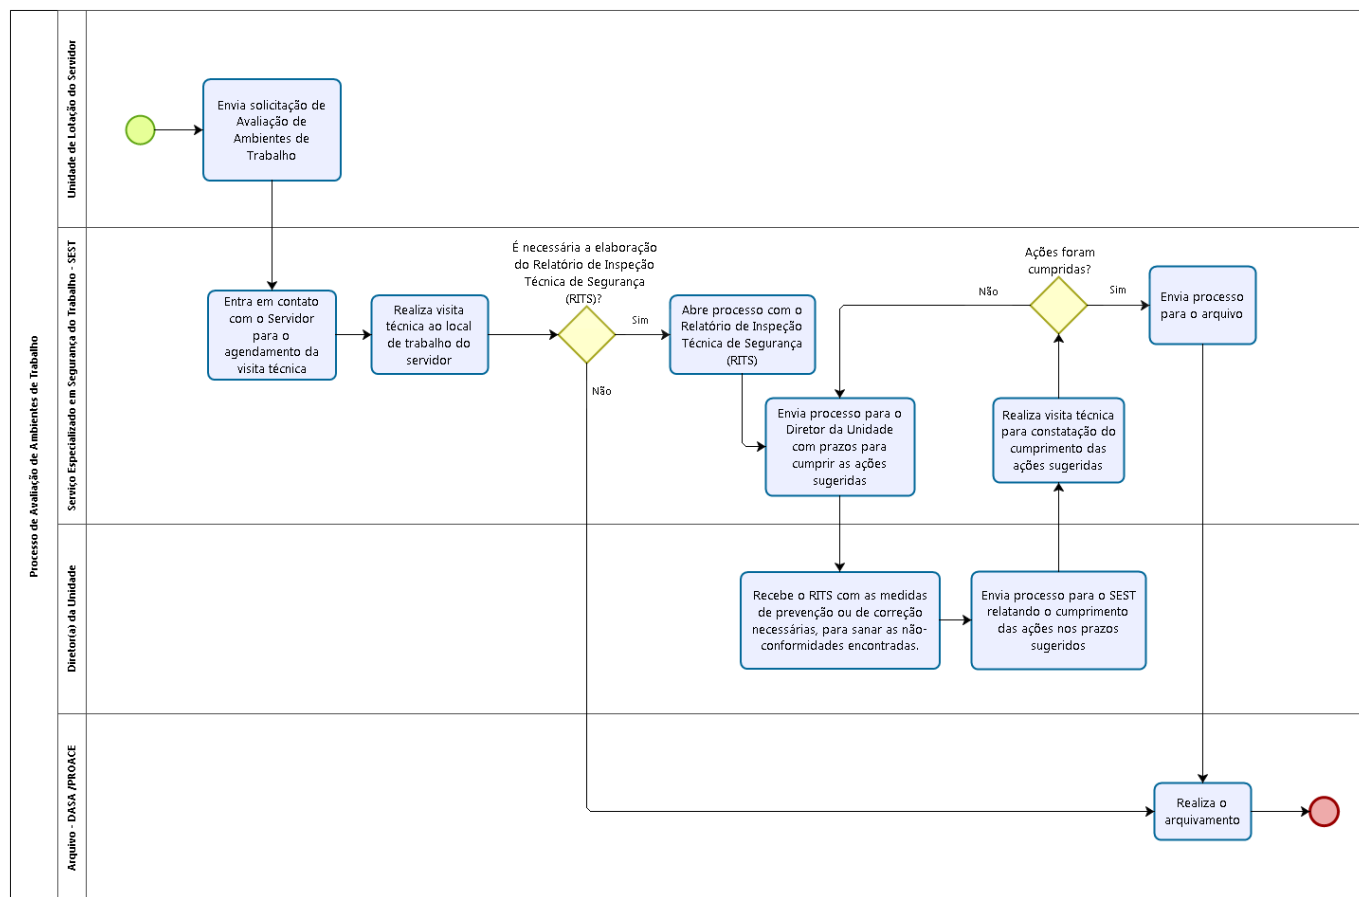 Processo de Avaliação de Ambientes de Trabalho
Unidade de Lotação do Servidor
Envia solicitação de
Avaliação de
Ambientes de
Trabalho
Serviço Especializado em Segurança do Trabalho - SEST
Entra em contato
com o Servidor
para o
agendamento da
visita técnica
Realiza visita
técnica ao local
de trabalho do
servidor
É necessária a elaboração
do Relatório de Inspeção
Técnica de Segurança
(RITS)?
Sim
Não
Abre processo com o
Relatório de Inspeção
Técnica de Segurança
(RITS)
Envia processo para o
Diretor da Unidade
com prazos para
cumprir as ações
sugeridas
Ações foram
cumpridas?
Não
Sim
Envia processo
para o arquivo
Realiza visita técnica
para constatação do
cumprimento das
ações sugeridas
Diretor(a) da Unidade
Recebe o RITS com as medidas
de prevenção ou de correção
necessárias, para sanar as não-
conformidades encontradas.
Envia processo para o SEST
relatando o cumprimento
das ações nos prazos
sugeridos
Arquivo - DASA /PROACE
Realiza o
arquivamento